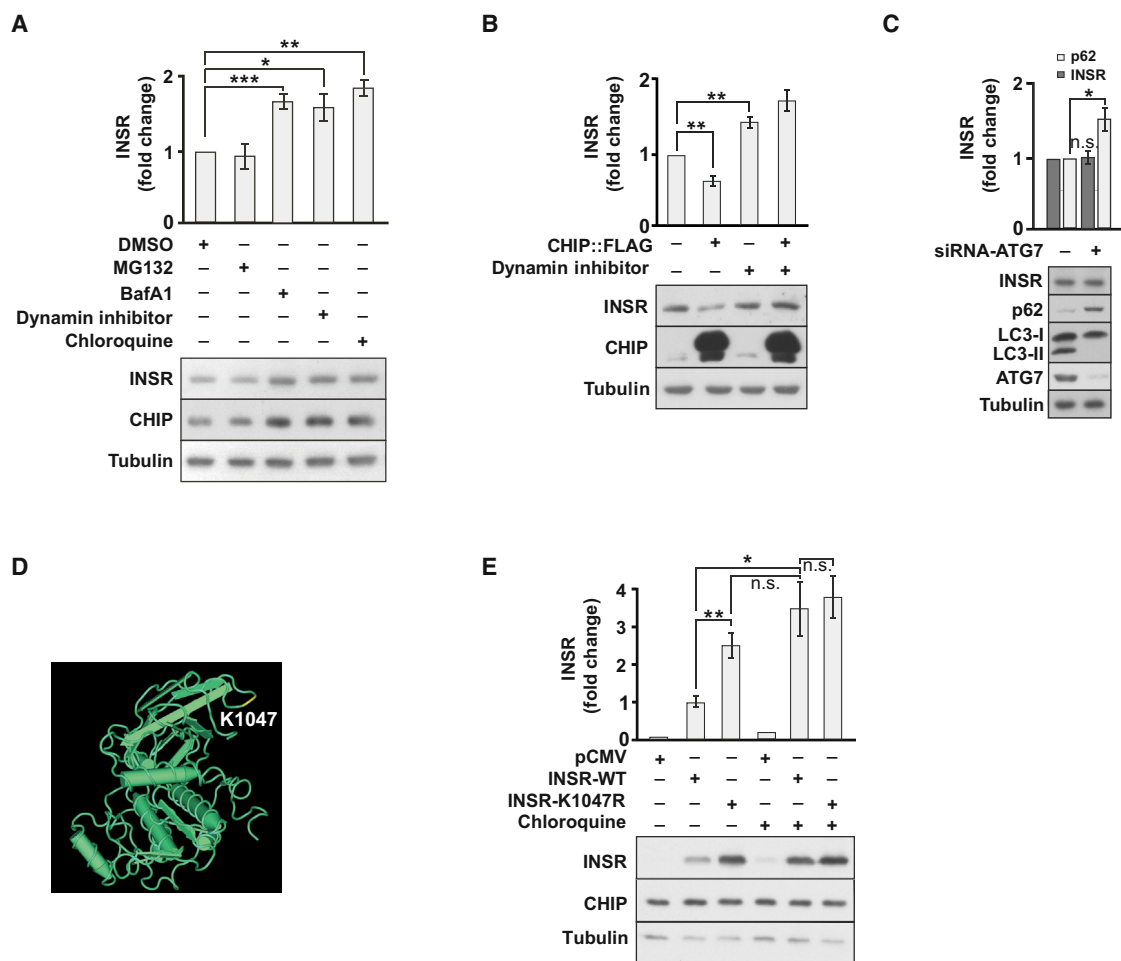 A
**
*
***
2
1
0
INSR
(fold change)
DMSO + – – – –
MG132 – + – – –
BafA1 – – + – –
Dynamin inhibitor – – – + –
Chloroquine – – – – +
INSR
CHIP
Tubulin
B
**
**
2
1
0
INSR
(fold change)
CHIP::FLAG – + – +
Dynamin inhibitor – – + +
INSR
CHIP
Tubulin
C
p62
INSR
*
n.s.
2
1
0
INSR
(fold change)
siRNA-ATG7 – +
INSR
p62
LC3-I
LC3-II
ATG7
Tubulin
D
K1047
E
*
n.s.
n.s.
**
4
3
2
1
0
INSR
(fold change)
pCMV + – – + – –
INSR-WT – + – – + –
INSR-K1047R – – + – – +
Chloroquine – – – + + +
INSR
CHIP
Tubulin